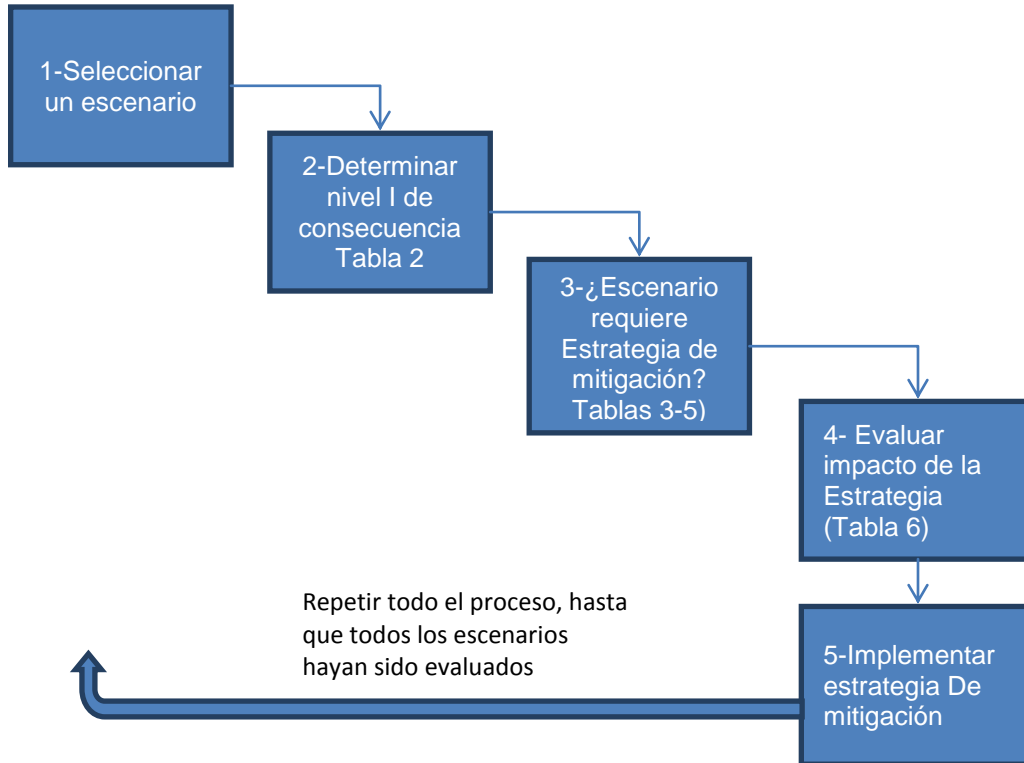 1-Seleccionar
un escenario
2-Determinar
nivel I de
consecuencia
Tabla 2
3-¿Escenario
requiere
Estrategia de
mitigación?
Tablas 3-5)
4- Evaluar
impacto de la
Estrategia
(Tabla 6)
5-Implementar
estrategia De
mitigación
Repetir todo el proceso, hasta
que todos los escenarios
hayan sido evaluados